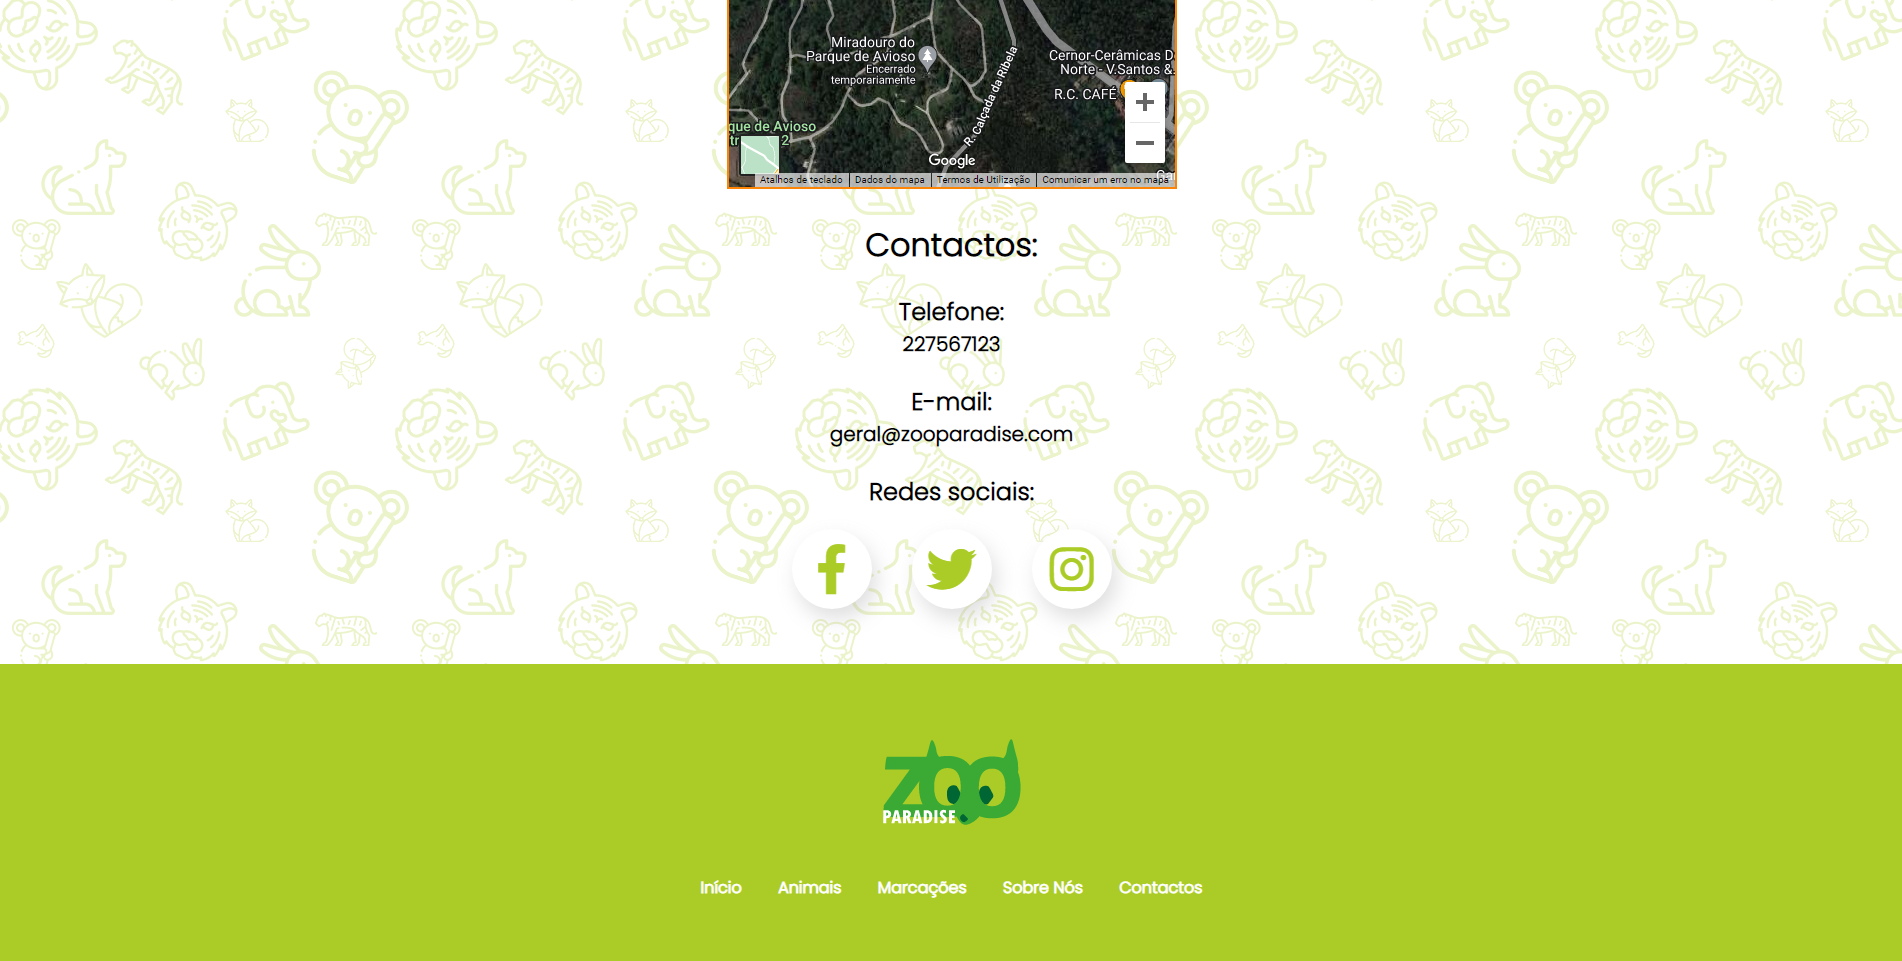 Miradouro do
Parque de Avioso
Encerrado
temporariamente
R. Calçada da Ribela
Cernor-Cerâmicas D
Norte - V.Santos &
R.C. CAFÉ
que de Avioso
2
Google
Atalhos de teclado
Dados do mapa
Termos de Utilização
Comunicar um erro no mapa
Contactos:
Telefone:
227567123
E-mail:
geral@zooparadise.com
Redes sociais:
ZOO
PARADISE
Início Animais Marcações Sobre Nós Contactos